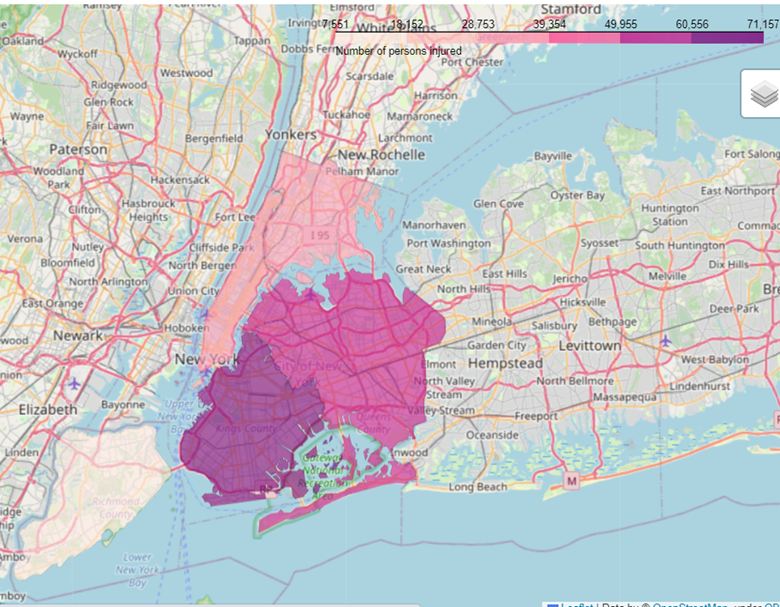 Ramsey
Elmsford
Stamford
Wyckoff
Irvington
7,551 18,152 28,753 39,354 49,955 60,556 71,157
White Plains
Oakland
Tappan
Dobbs Ferry
Number of persons injured
Port Chester
Westwood
Scarsdale
Ridgewood
Glen Rock
Harrison
Wayne
Fair Lawn
Tuckahoe
Mamaroneck
Bergenfield
Yonkers
Larchmont
Paterson
New Rochelle
Bayville
Fort Salonga
Woodland Park
Hackensack
Pelham Manor
East Northport
Oyster Bay
Clifton
Hasbrouck Heights
Fort Lee
Glen Cove
Huntington Station
Manorhaven
Verona
Nutley
Cliffside Park
I 95
Port Washington
Syosset
South Huntington
Bloomfield
North Bergen
Great Neck
East Hills
Jericho
Melville
Dix Hills
North Arlington
Union City
North Hills
East Orange
Hicksville
Deer Park
Newark
Hoboken
Mineola
Salisbury
Bethpage
Garden City
Levittown
New York
City of New York
Elmont
Hempstead
West Babylon
North Valley Stream
North Bellmore
Lindenhurst
Elizabeth
Bayonne
Upper New York Bay
Massapequa
Valley Stream
Freeport
Kings County
Queens County
Oceanside
Linden
Inwood
Gateway National Recreation Area
Long Beach
M
Richmond County
Lower New York Bay
Leaflet | Data by © OpenStreetMap, under